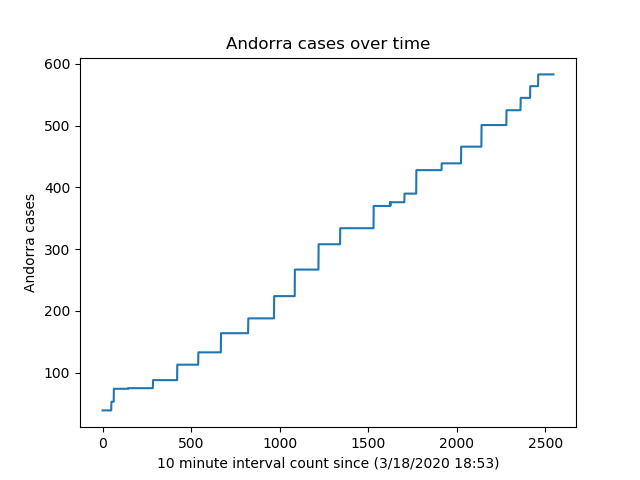 Andorra cases over time
600
500
400
300
200
100
Andorra cases
0 500 1000 1500 2000 2500
10 minute interval count since (3/18/2020 18:53)